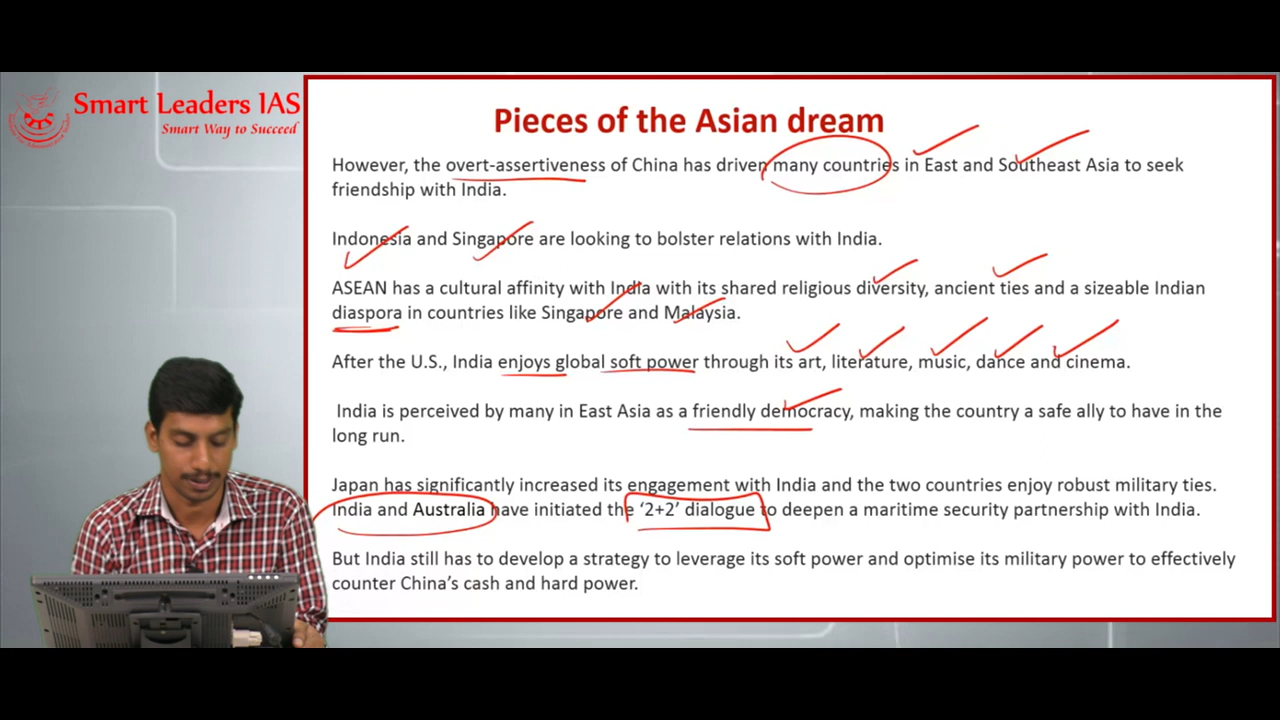 Smart Leaders IAS
Smart Way to Succeed
Pieces of the Asian dream
However, the overt-assertiveness of China has driven many countries in East and Southeast Asia to seek
friendship with India.
Indonesia and Singapore are looking to bolster relations with India.
ASEAN has a cultural affinity with India with its shared religious diversity, ancient ties and a sizeable Indian
diaspora in countries like Singapore and Malaysia.
After the U.S., India enjoys global soft power through its art, literature, music, dance and cinema.
India is perceived by many in East Asia as a friendly democracy, making the country a safe ally to have in the
long run.
Japan has significantly increased its engagement with India and the two countries enjoy robust military ties.
India and Australia have initiated the ‘2+2’ dialogue to deepen a maritime security partnership with India.
But India still has to develop a strategy to leverage its soft power and optimise its military power to effectively
counter China’s cash and hard power.